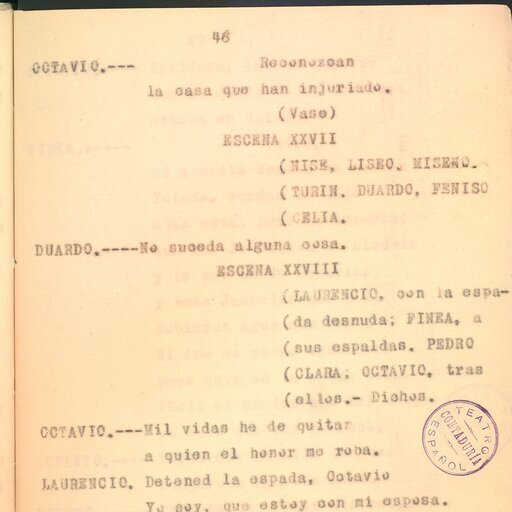 46
OCTAVIO.--- Reconozcan
la casa que han injuriado.
(Vase)
ESCENA XXVII
(NISE, LISEO. MISENO.
(TURIN. DUARDO, FENISO
(CELIA.
DUARDO.----No suceda alguna cosa.
ESCENA XXVIII
(LAURENCIO, con la espa-
(da desnuda; FINEA, a
(sus espaldas. PEDRO
(CLARA; OCTAVIO, tras
(ellos.- Dichos.
OCTAVIO.---Mil vidas he de quitar
a quien el honor me roba.
TEATRO ESPAÑOL
CONTADURÍA
LAURENCIO. Detened la espada, Octavio
Yo soy, que estoy con mi esposa.